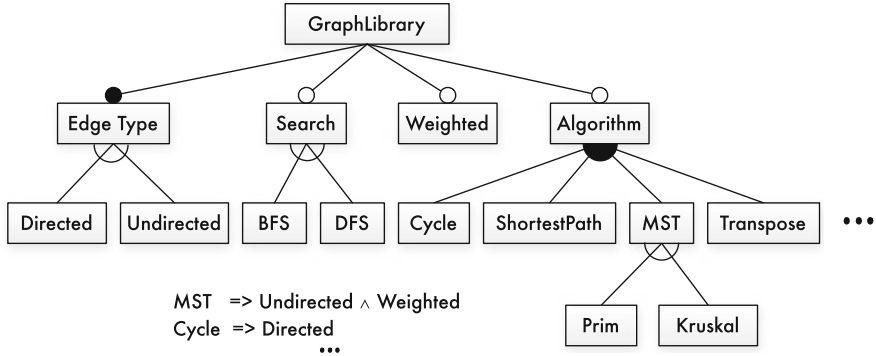 GraphLibrary
Edge Type Search Weighted Algorithm
Directed Undirected BFS DFS Cycle ShortestPath MST Transpose •••
MST => Undirected ∧ Weighted
Prim Kruskal
Cycle => Directed
•••